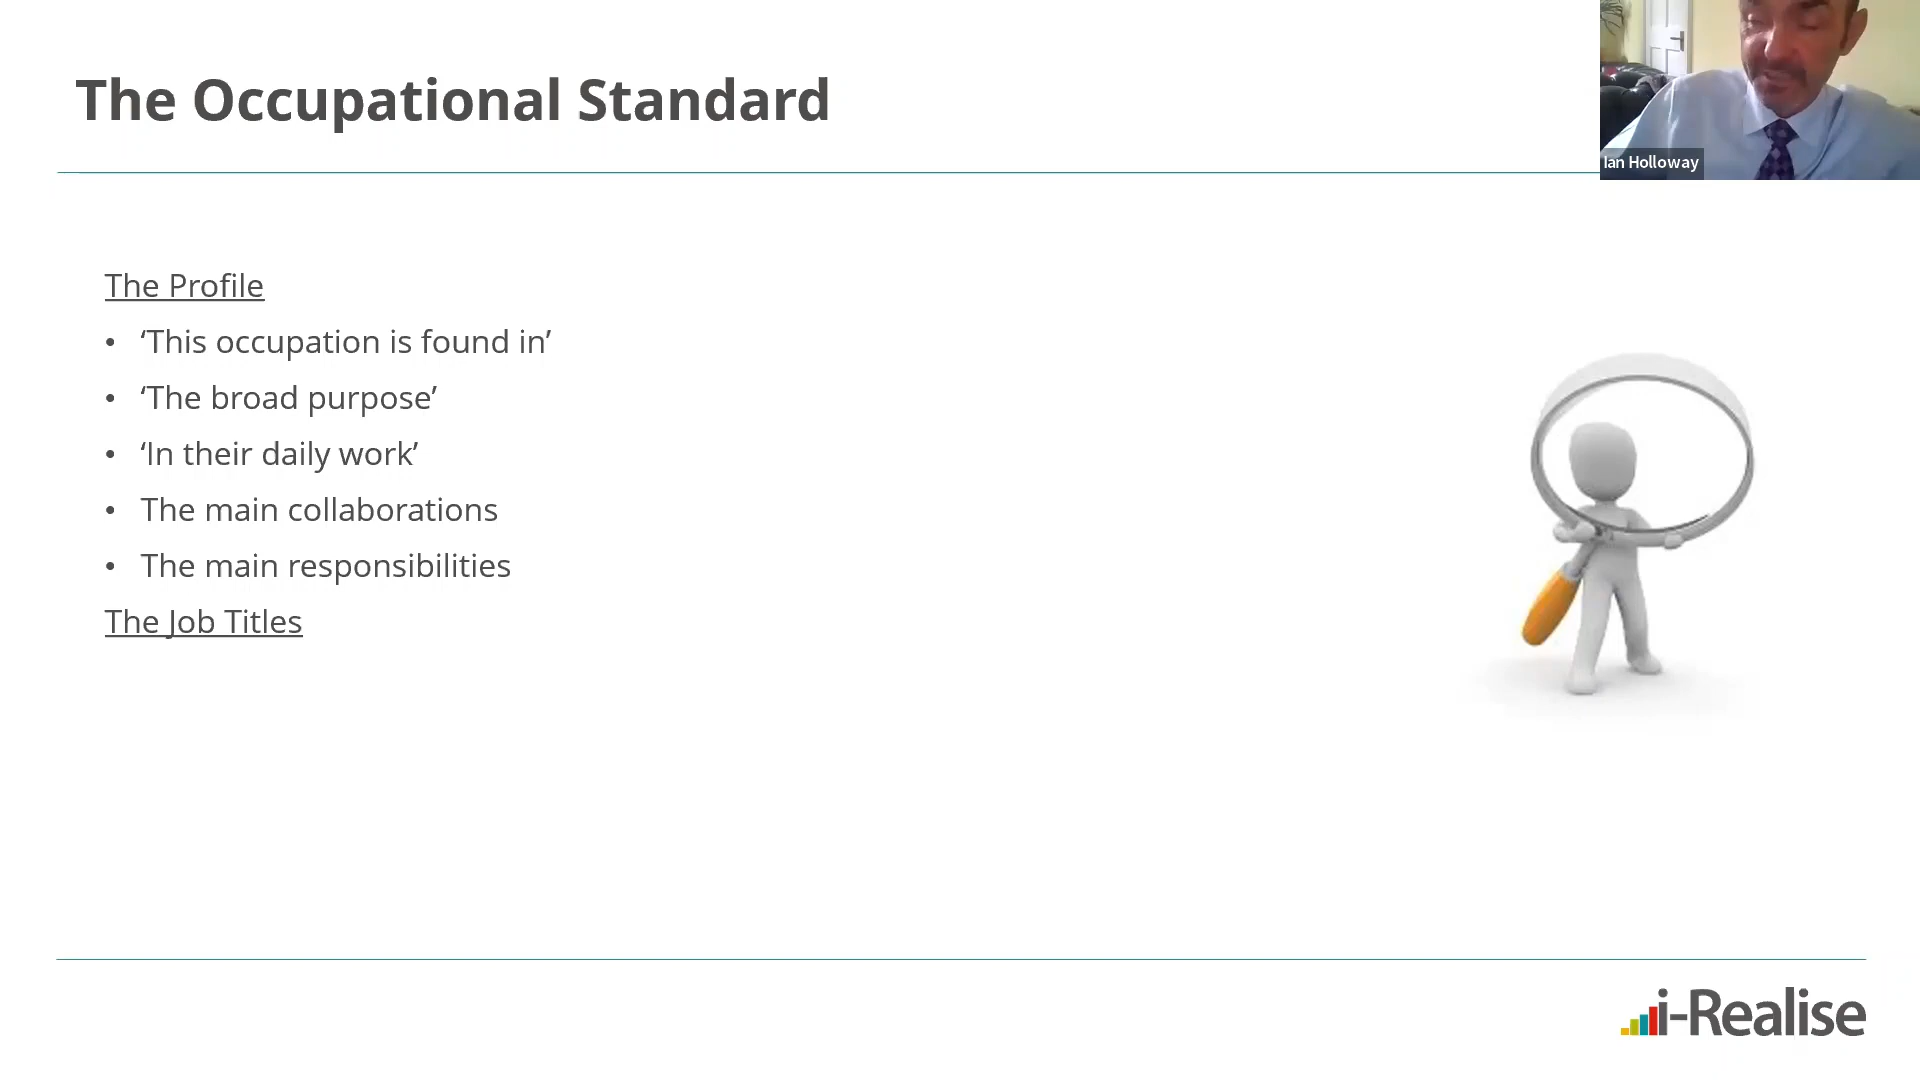 The Occupational Standard
Ian Holloway
The Profile
• ‘This occupation is found in’
• ‘The broad purpose’
• ‘In their daily work’
• The main collaborations
• The main responsibilities
The Job Titles
i-Realise